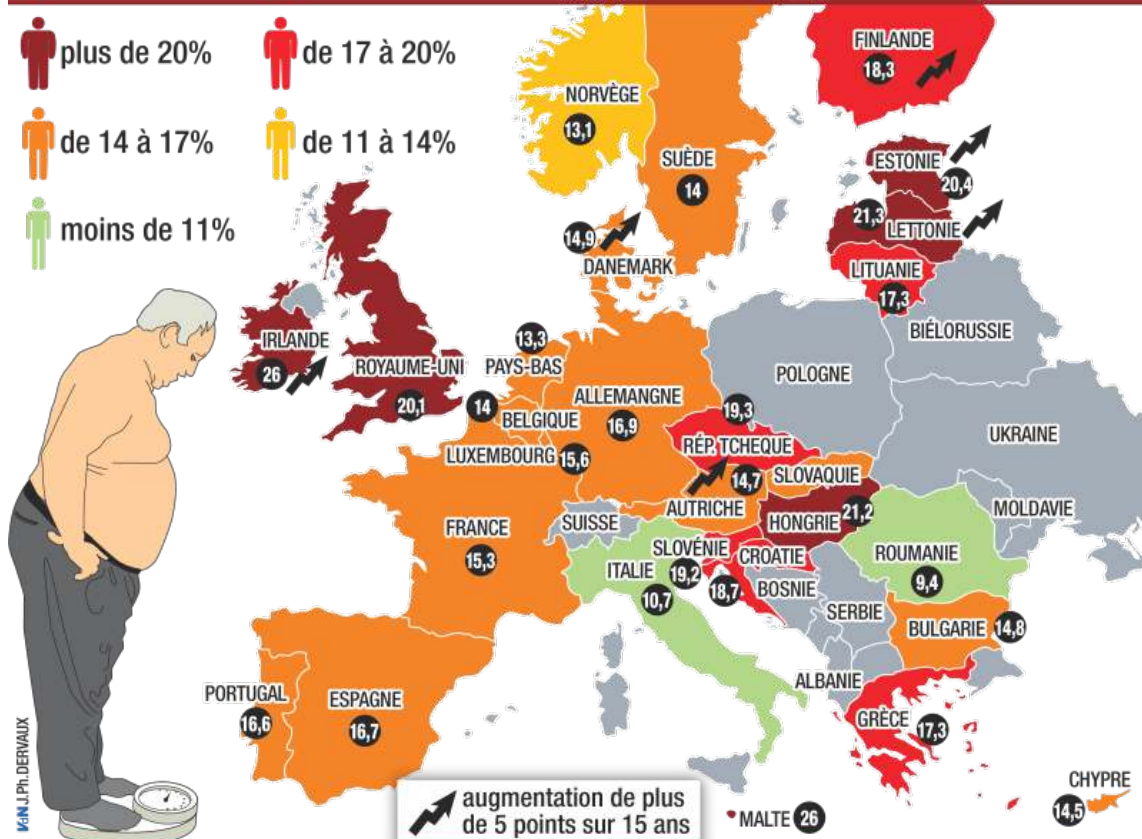 plus de 20%
de 17 à 20%
de 14 à 17%
de 11 à 14%
moins de 11%
FINLANDE
18,3
NORVÈGE
13,1
SUÈDE
14
ESTONIE
20,4
21,3
LETTONIE
14,9
DANEMARK
LITUANIE
17,3
BIÉLORUSSIE
IRLANDE
26
ROYAUME-UNI
20,1
13,3
PAYS-BAS
POLOGNE
ALLEMANGNE
16,9
14
BELGIQUE
19,3
RÉP. TCHEQUE
UKRAINE
LUXEMBOURG
15,6
14,7
SLOVAQUIE
AUTRICHE
MOLDAVIE
SUISSE
HONGRIE
21,2
FRANCE
15,3
SLOVÉNIE
19,2
CROATIE
18,7
ROUMANIE
9,4
ITALIE
10,7
BOSNIE
SERBIE
BULGARIE
14,8
ALBANIE
PORTUGAL
16,6
ESPAGNE
16,7
GRÈCE
17,3
CHYPRE
14,5
augmentation de plus
de 5 points sur 15 ans
MALTE 26
VdN J.Ph.DERVAUX